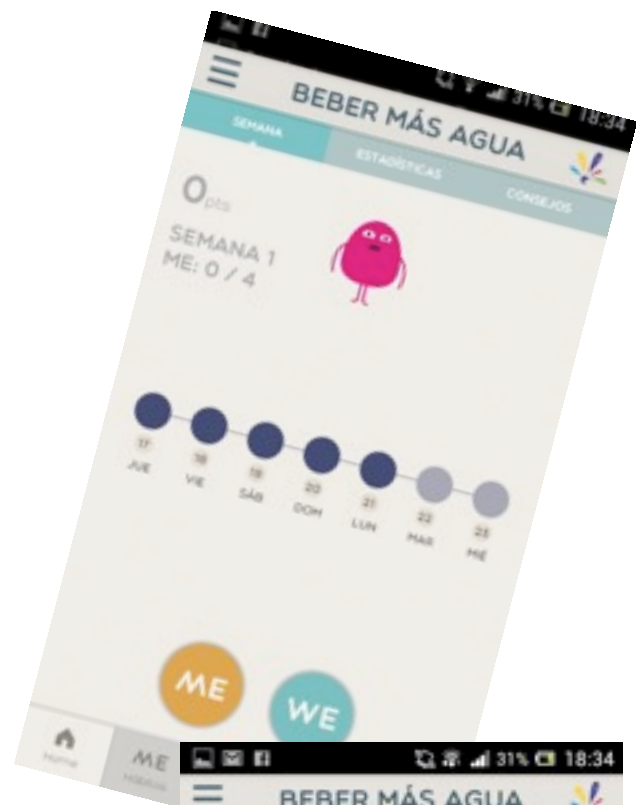 31% 18:34
BEBER MÁS AGUA
SEMANA ESTADÍSTICAS CONSEJOS
0 pts
SEMANA 1
ME: 0 / 4
17 18 19 20 21 22 23
JUE VIE SÁB DOM LUN MAR MIÉ
ME WE
Home ME
31% 18:34
BEBER MÁS AGUA